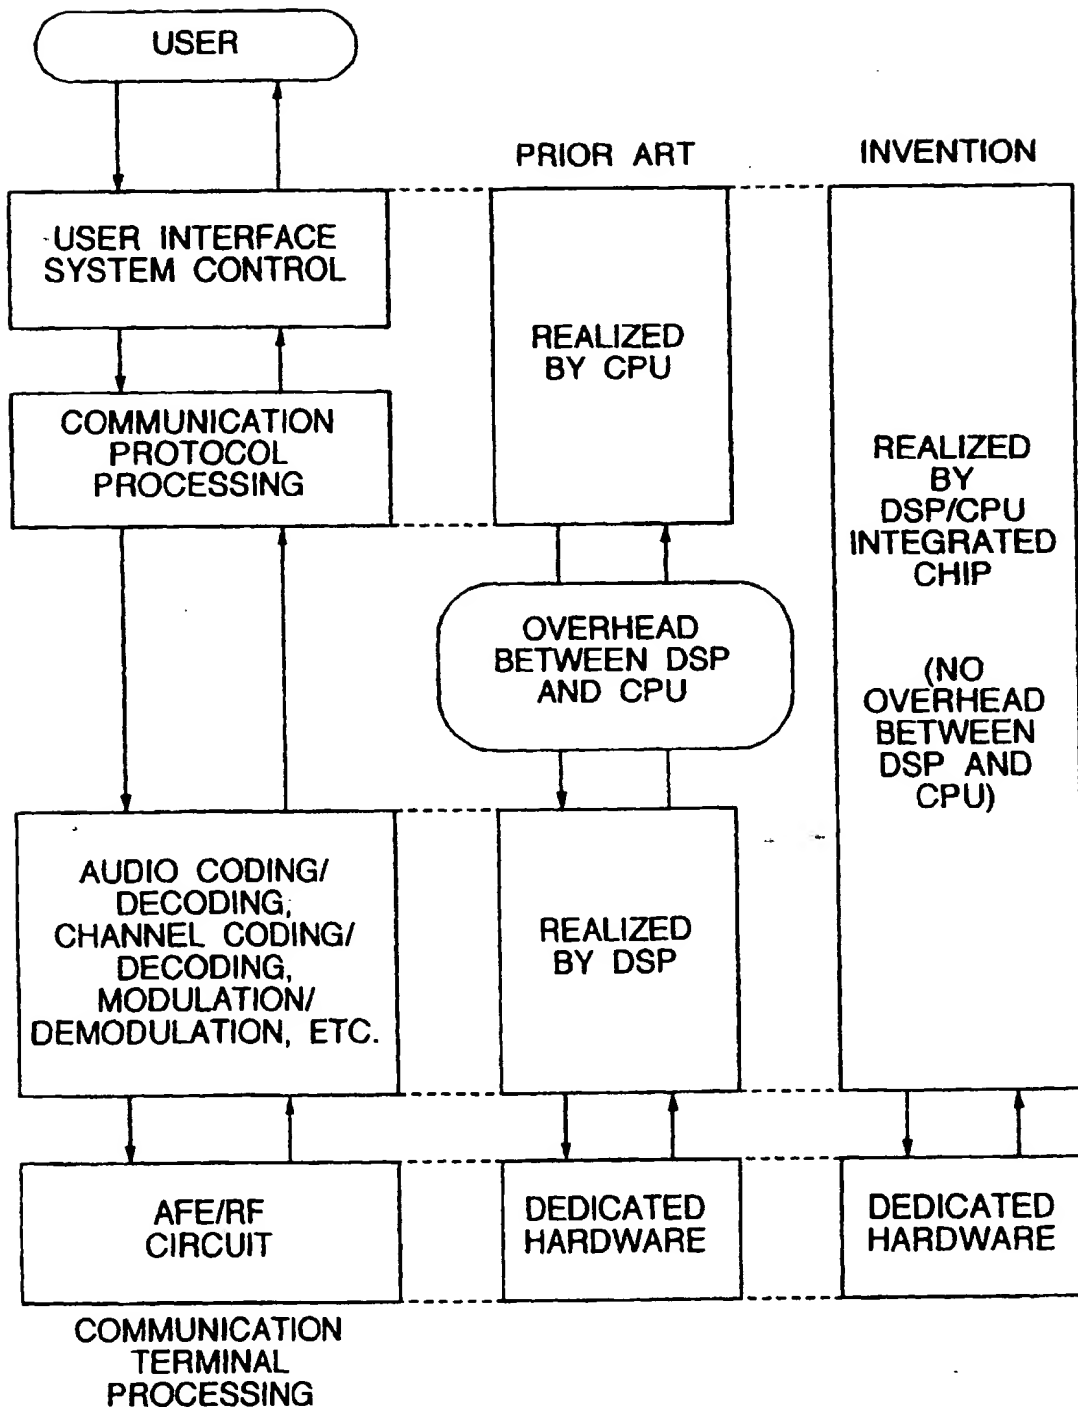 USER
PRIOR ART
INVENTION
USER INTERFACE
SYSTEM CONTROL
REALIZED
BY CPU
COMMUNICATION
PROTOCOL
PROCESSING
REALIZED
BY
DSP/CPU
INTEGRATED
CHIP
(NO
OVERHEAD
BETWEEN
DSP AND
CPU)
OVERHEAD
BETWEEN DSP
AND CPU
AUDIO CODING/
DECODING,
CHANNEL CODING/
DECODING,
MODULATION/
DEMODULATION, ETC.
REALIZED
BY DSP
AFE/RF
CIRCUIT
DEDICATED
HARDWARE
DEDICATED
HARDWARE
COMMUNICATION
TERMINAL
PROCESSING